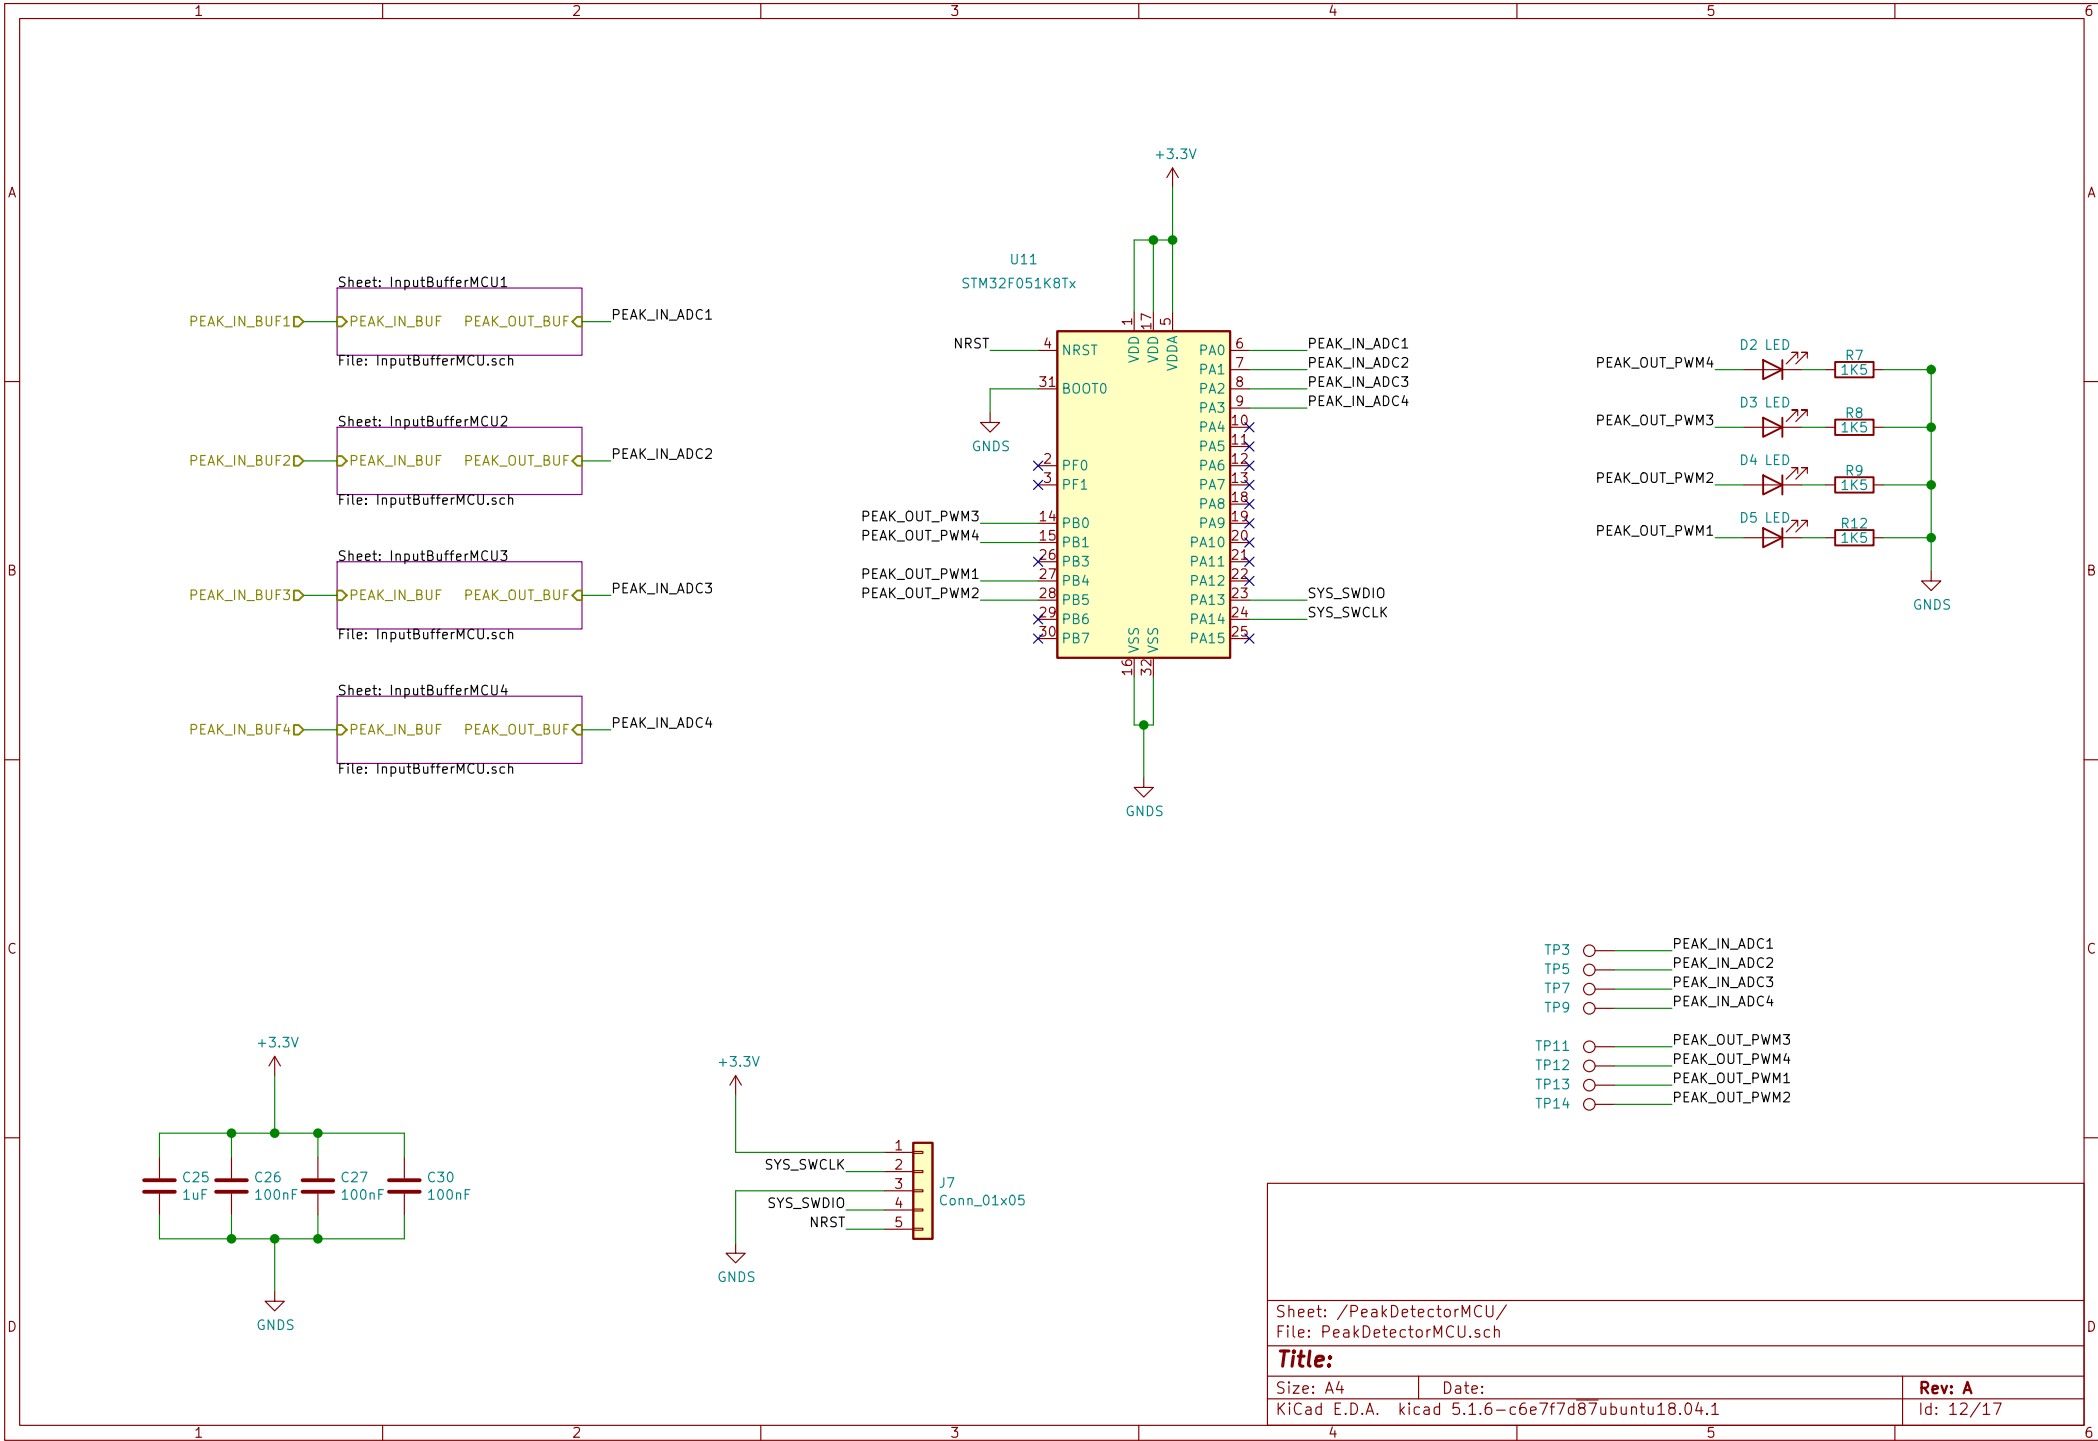 1 2 3 4 5 6
A A
B B
C C
D D
+3.3V
U11
STM32F051K8Tx
Sheet: InputBufferMCU1
PEAK_IN_BUF1 PEAK_IN_BUF PEAK_OUT_BUF PEAK_IN_ADC1
File: InputBufferMCU.sch
Sheet: InputBufferMCU2
PEAK_IN_BUF2 PEAK_IN_BUF PEAK_OUT_BUF PEAK_IN_ADC2
File: InputBufferMCU.sch
Sheet: InputBufferMCU3
PEAK_IN_BUF3 PEAK_IN_BUF PEAK_OUT_BUF PEAK_IN_ADC3
File: InputBufferMCU.sch
Sheet: InputBufferMCU4
PEAK_IN_BUF4 PEAK_IN_BUF PEAK_OUT_BUF PEAK_IN_ADC4
File: InputBufferMCU.sch
1 17 5
VDD VDD VDDA
NRST 4 NRST
31 BOOT0
GNDS
2 PF0
3 PF1
PEAK_OUT_PWM3 14 PB0
PEAK_OUT_PWM4 15 PB1
26 PB3
PEAK_OUT_PWM1 27 PB4
PEAK_OUT_PWM2 28 PB5
29 PB6
30 PB7
PA0 6 PEAK_IN_ADC1
PA1 7 PEAK_IN_ADC2
PA2 8 PEAK_IN_ADC3
PA3 9 PEAK_IN_ADC4
PA4 10
PA5 11
PA6 12
PA7 13
PA8 18
PA9 19
PA10 20
PA11 21
PA12 22
PA13 23 SYS_SWDIO
PA14 24 SYS_SWCLK
PA15 25
VSS VSS
16 32
GNDS
D2 LED
PEAK_OUT_PWM4 R7 1K5
D3 LED
PEAK_OUT_PWM3 R8 1K5
D4 LED
PEAK_OUT_PWM2 R9 1K5
D5 LED
PEAK_OUT_PWM1 R12 1K5
GNDS
TP3 PEAK_IN_ADC1
TP5 PEAK_IN_ADC2
TP7 PEAK_IN_ADC3
TP9 PEAK_IN_ADC4
TP11 PEAK_OUT_PWM3
TP12 PEAK_OUT_PWM4
TP13 PEAK_OUT_PWM1
TP14 PEAK_OUT_PWM2
+3.3V
C25 C26 C27 C30
1uF 100nF 100nF 100nF
GNDS
+3.3V
1
SYS_SWCLK 2
3
SYS_SWDIO 4
NRST 5
J7
Conn_01x05
GNDS
Sheet: /PeakDetectorMCU/
File: PeakDetectorMCU.sch
Title:
Size: A4 Date: Rev: A
KiCad E.D.A. kicad 5.1.6-c6e7f7d87ubuntu18.04.1 Id: 12/17
1 2 3 4 5 6